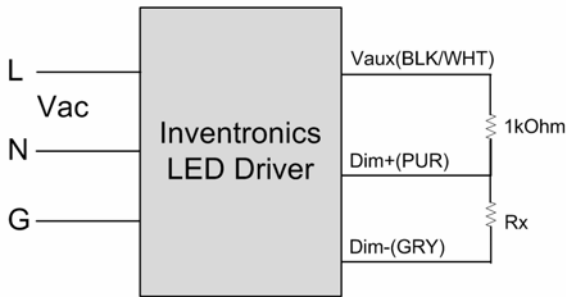 L
Vac
N
G
Inventronics
LED Driver
Vaux(BLK/WHT)
1kOhm
Dim+(PUR)
Rx
Dim-(GRY)